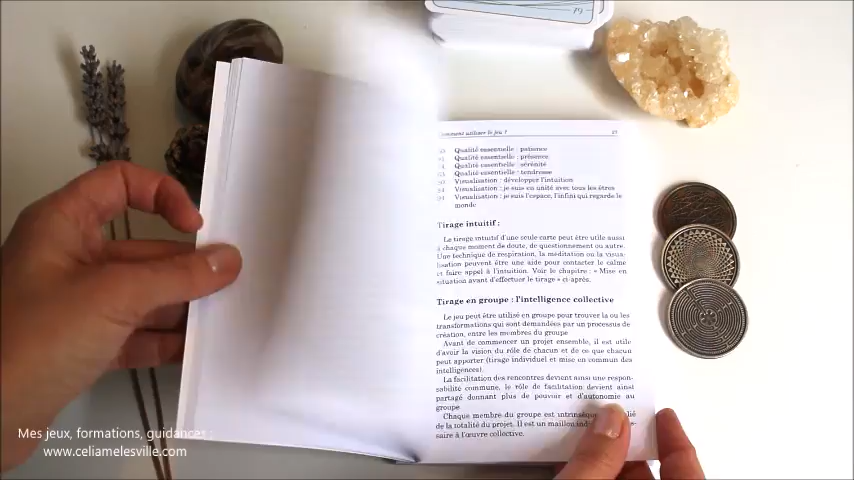 19
Comment utiliser le jeu ?
Qualité essentielle : patience
Qualité essentielle : présence
Qualité essentielle : sérénité
Qualité essentielle : tendresse
Visualisation : développer l'intuition
Visualisation : je suis en unité avec tous les êtres
Visualisation : je suis l'espace, l'infini qui regarde le
monde
Tirage intuitif :
Le tirage intuitif d'une seule carte peut être utile aussi
à chaque moment de doute, de questionnement ou autre.
Une technique de respiration, la méditation ou la visua-
lisation peuvent être une aide pour contacter le calme
et faire appel à l'intuition. Voir le chapitre : « Mise en
situation avant d'effectuer le tirage » ci-après.
Tirage en groupe : l'intelligence collective
Le jeu peut être utilisé en groupe pour trouver la ou les
transformations qui sont demandées par un processus de
création, entre les membres du groupe
Avant de commencer un projet ensemble, il est utile
d'avoir la vision du rôle de chacun et de ce que chacun
peut apporter (tirage individuel et mise en commun des
intelligences).
La facilitation des rencontres devient ainsi une respon-
sabilité commune, le rôle de facilitation devient ainsi
partagé donnant plus de pouvoir et d'autonomie au
groupe
Chaque membre du groupe est
de la totalité du projet. Il est un maillon
saire à l'œuvre collective.
Mes jeux, formations, guidances :
www.celiamelesville.com